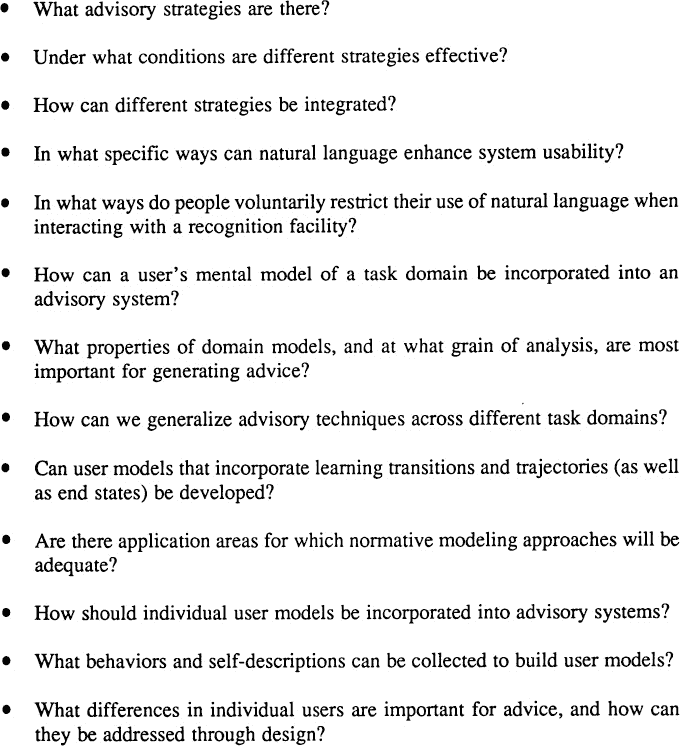 • What advisory strategies are there?
• Under what conditions are different strategies effective?
• How can different strategies be integrated?
• In what specific ways can natural language enhance system usability?
• In what ways do people voluntarily restrict their use of natural language when
interacting with a recognition facility?
• How can a user's mental model of a task domain be incorporated into an
advisory system?
• What properties of domain models, and at what grain of analysis, are most
important for generating advice?
• How can we generalize advisory techniques across different task domains?
• Can user models that incorporate learning transitions and trajectories (as well
as end states) be developed?
• Are there application areas for which normative modeling approaches will be
adequate?
• How should individual user models be incorporated into advisory systems?
• What behaviors and self-descriptions can be collected to build user models?
• What differences in individual users are important for advice, and how can
they be addressed through design?